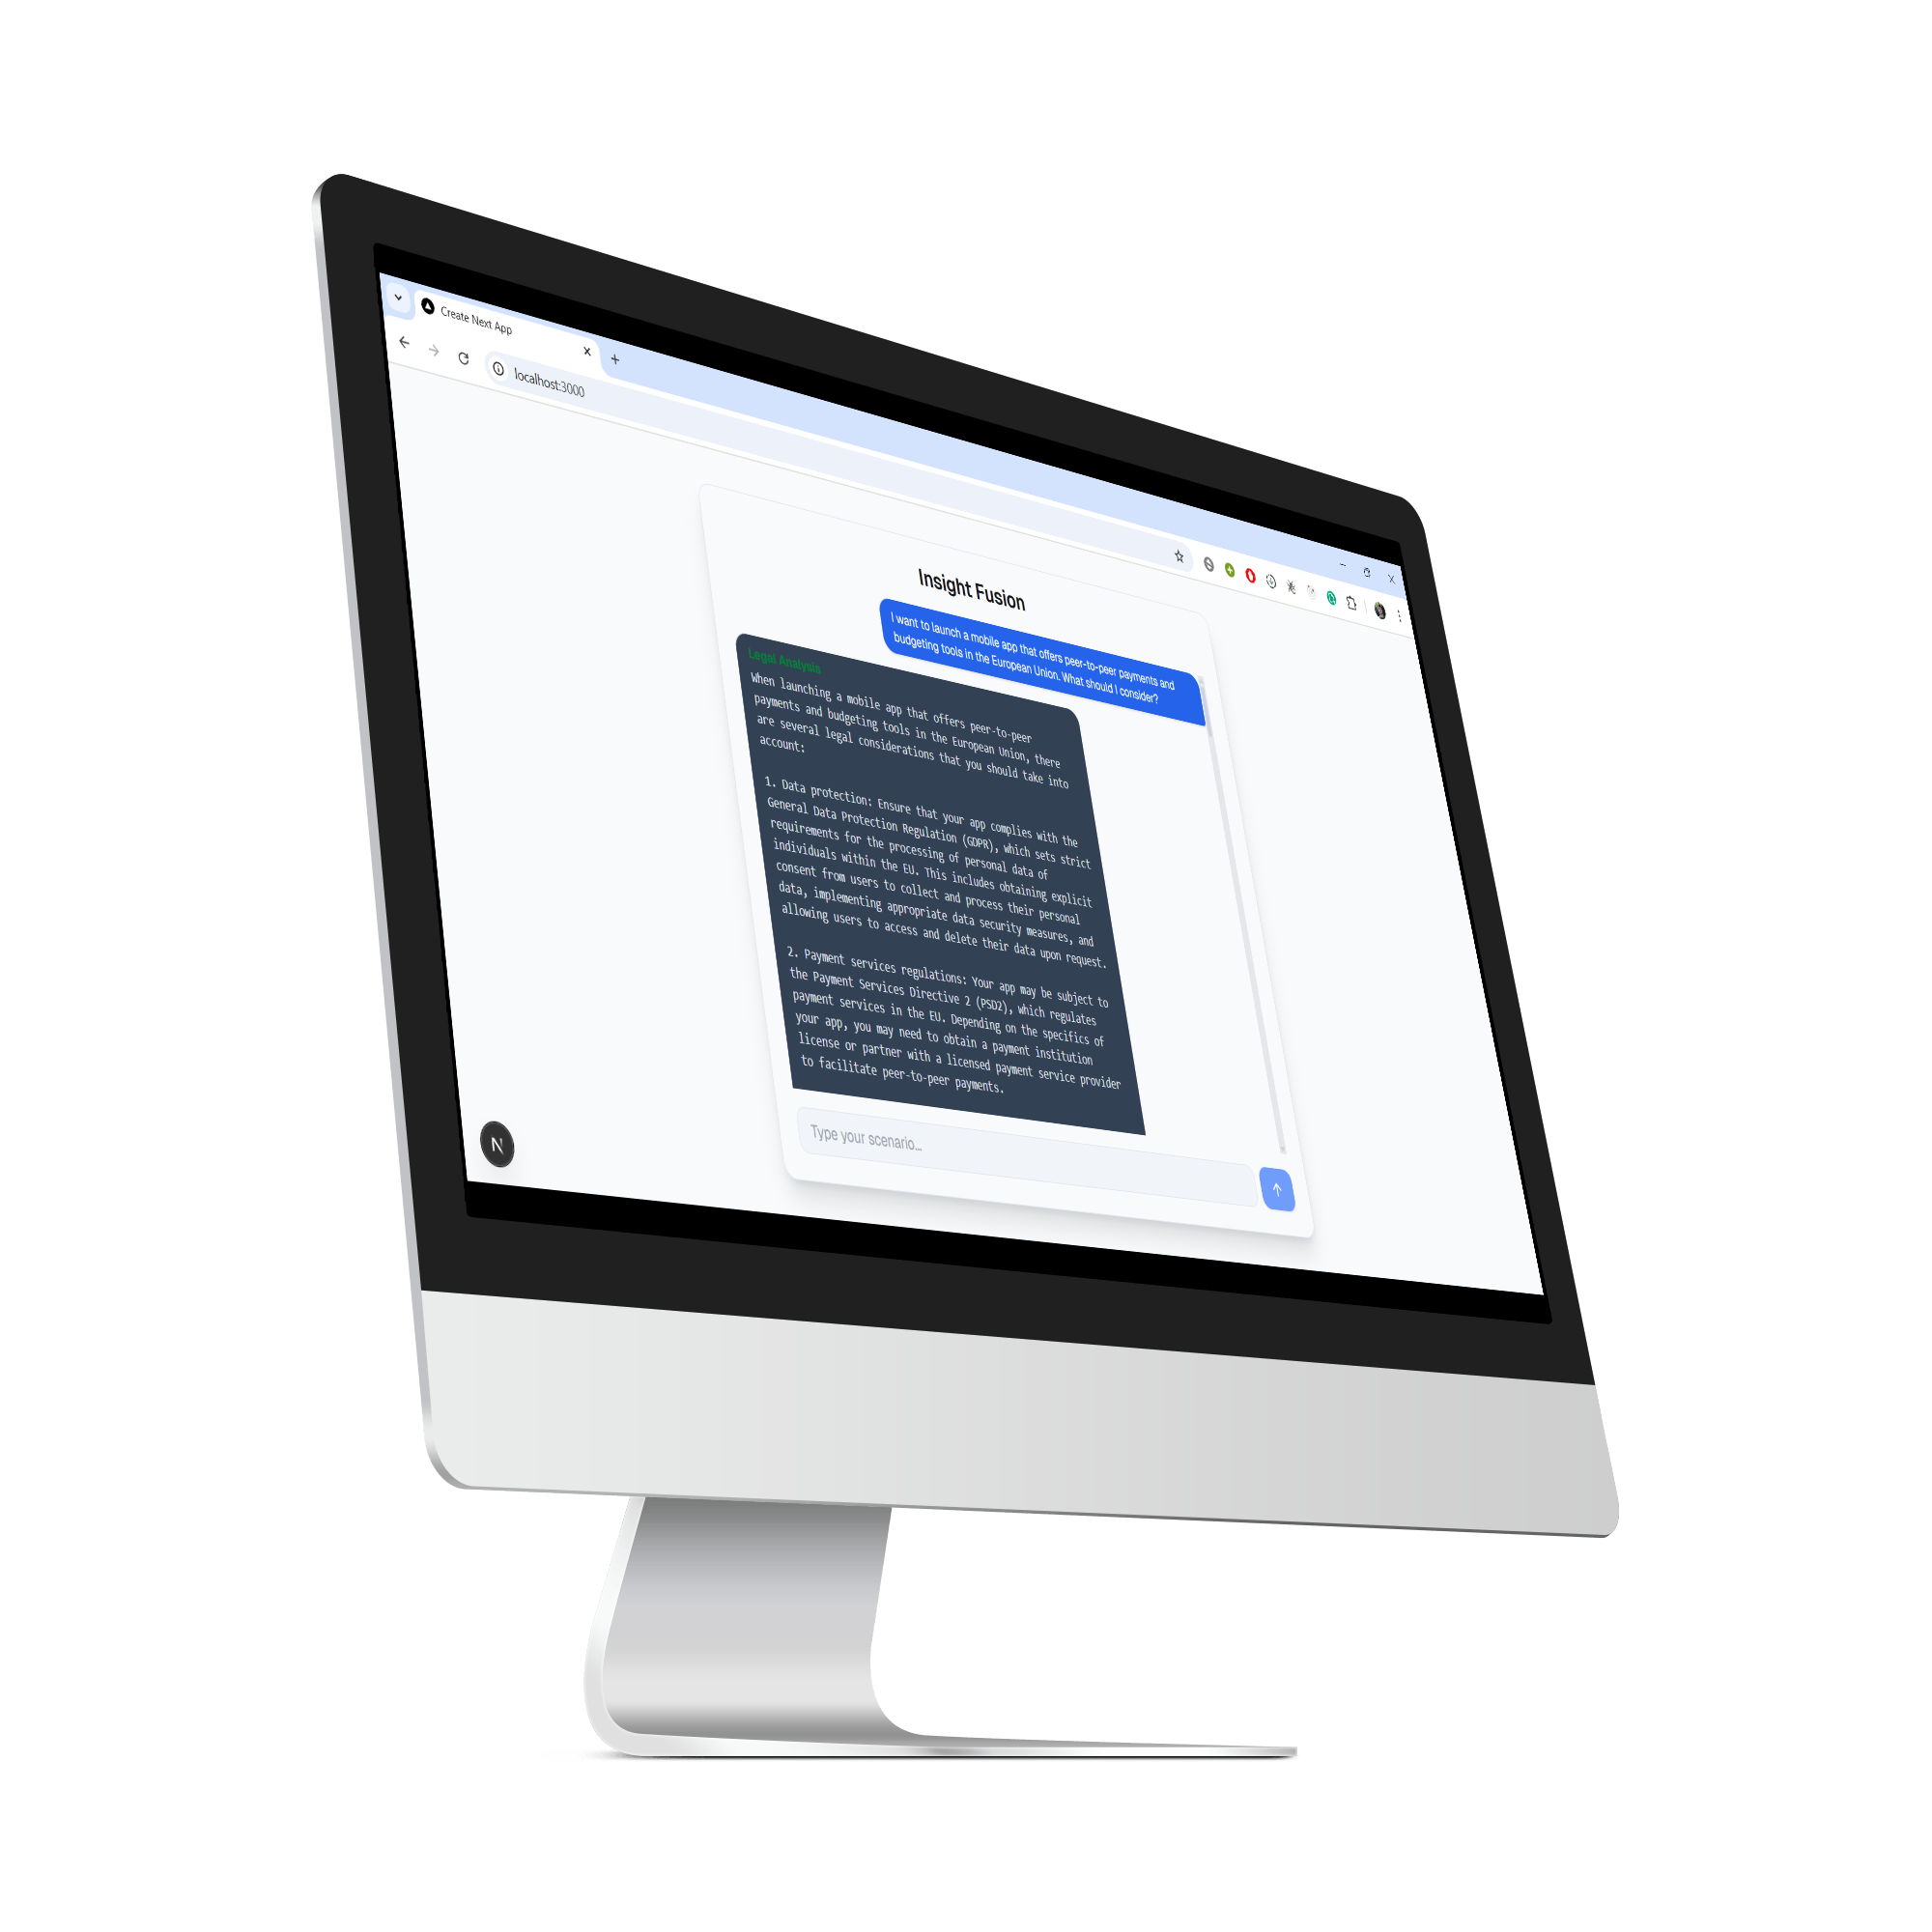 Create Next App
localhost:3000
Insight Fusion
I want to launch a mobile app that offers peer-to-peer payments and
budgeting tools in the European Union. What should I consider?
Legal Analysis
When launching a mobile app that offers peer-to-peer
payments and budgeting tools in the European Union, there
are several legal considerations that you should take into
account:
1. Data protection: Ensure that your app complies with the
General Data Protection Regulation (GDPR), which sets strict
requirements for the processing of personal data of
individuals within the EU. This includes obtaining explicit
consent from users to collect and process their personal
data, implementing appropriate data security measures, and
allowing users to access and delete their data upon request.
2. Payment services regulations: Your app may be subject to
the Payment Services Directive 2 (PSD2), which regulates
payment services in the EU. Depending on the specifics of
your app, you may need to obtain a payment institution
license or partner with a licensed payment service provider
to facilitate peer-to-peer payments.
Type your scenario...
N